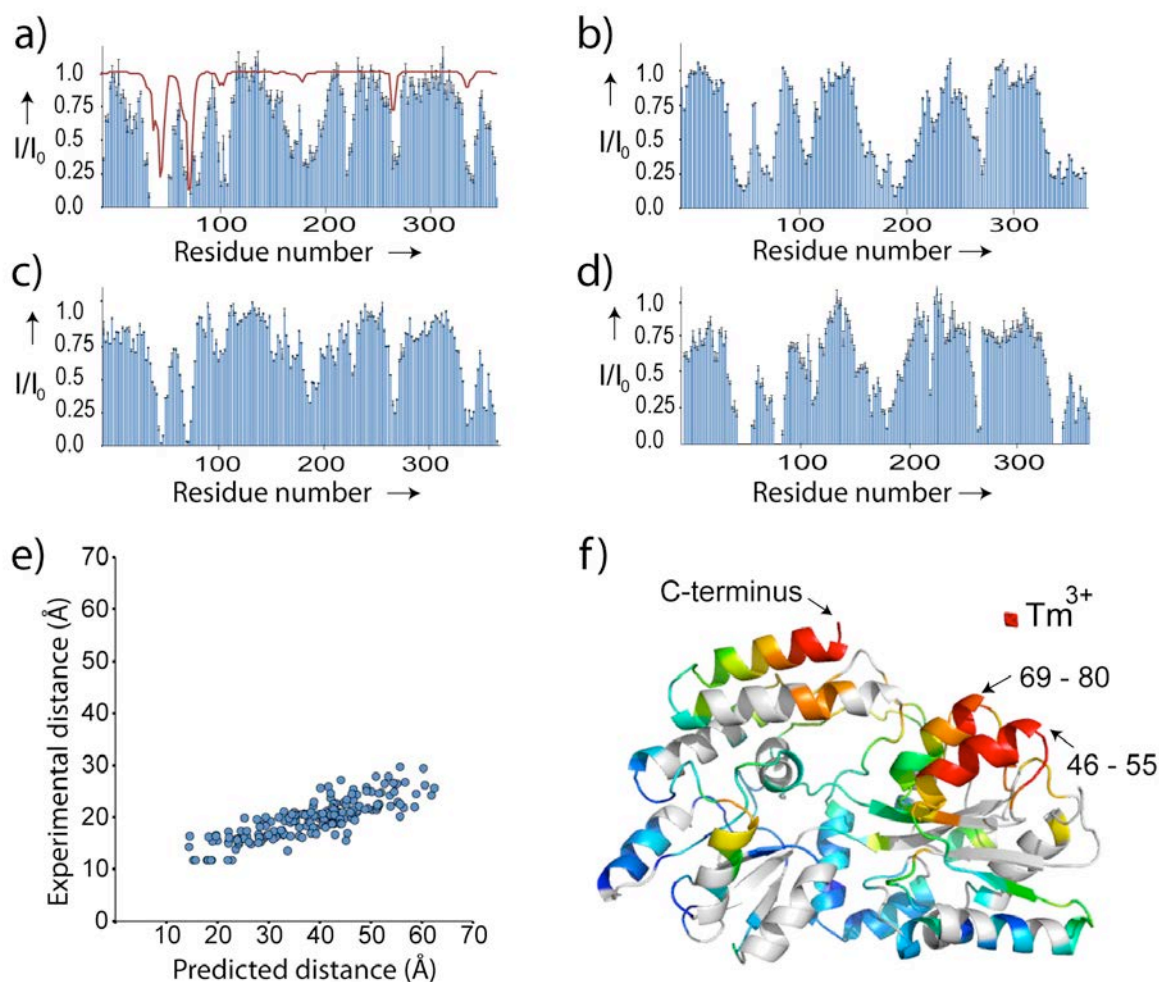 a)
1.0
0.75
I/I₀
0.5
0.25
0.0
100 200 300
Residue number →
b)
1.0
0.75
I/I₀
0.5
0.25
0.0
100 200 300
Residue number →
c)
1.0
0.75
I/I₀
0.5
0.25
0.0
100 200 300
Residue number →
d)
1.0
0.75
I/I₀
0.5
0.25
0.0
100 200 300
Residue number →
e)
70
60
50
40
30
20
10
0
Experimental distance (Å)
10 20 30 40 50 60 70
Predicted distance (Å)
f)
C-terminus
Tm³⁺
69 - 80
46 - 55